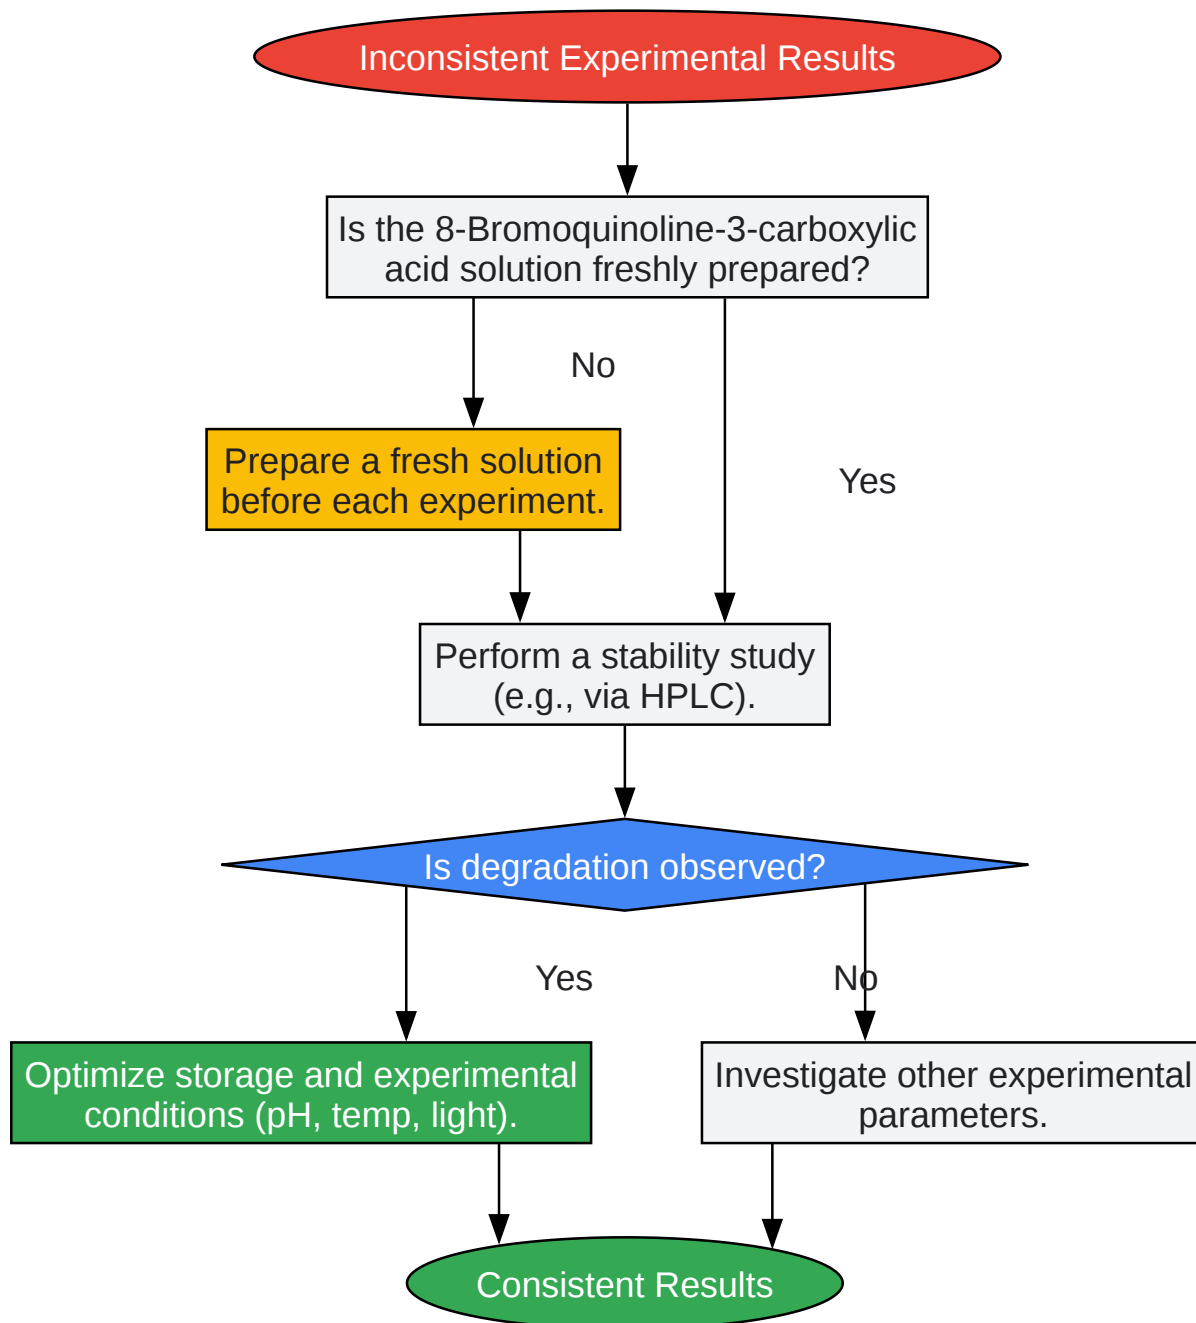 Inconsistent Experimental Results
Is the 8-Bromoquinoline-3-carboxylic
acid solution freshly prepared?
No
Prepare a fresh solution
before each experiment.
Yes
Perform a stability study
(e.g., via HPLC).
Is degradation observed?
Yes
No
Optimize storage and experimental
conditions (pH, temp, light).
Investigate other experimental
parameters.
Consistent Results